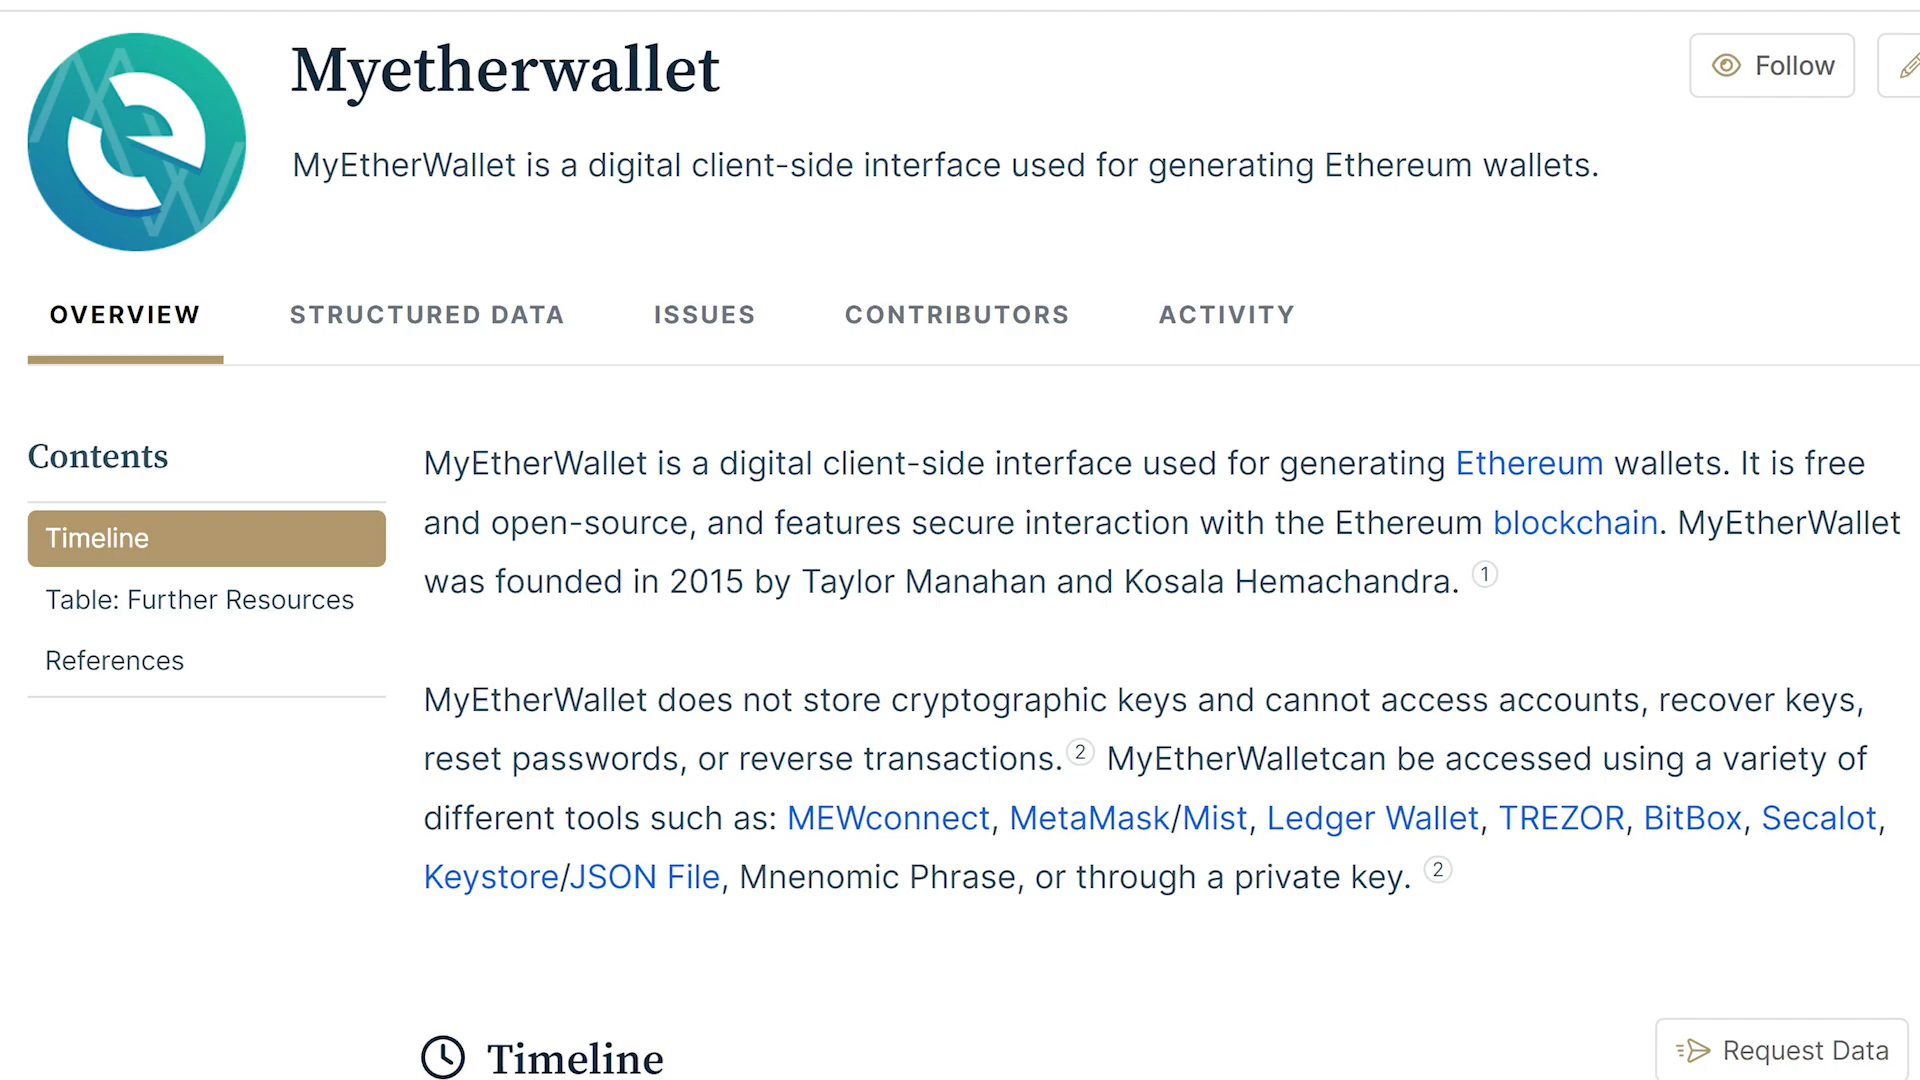 Myetherwallet
Follow
MyEtherWallet is a digital client-side interface used for generating Ethereum wallets.
OVERVIEW STRUCTURED DATA ISSUES CONTRIBUTORS ACTIVITY
Contents
Timeline
Table: Further Resources
References
MyEtherWallet is a digital client-side interface used for generating Ethereum wallets. It is free
and open-source, and features secure interaction with the Ethereum blockchain. MyEtherWallet
was founded in 2015 by Taylor Manahan and Kosala Hemachandra. 1
MyEtherWallet does not store cryptographic keys and cannot access accounts, recover keys,
reset passwords, or reverse transactions. 2 MyEtherWalletcan be accessed using a variety of
different tools such as: MEWconnect, MetaMask/Mist, Ledger Wallet, TREZOR, BitBox, Secalot,
Keystore/JSON File, Mnenomic Phrase, or through a private key. 2
Timeline
Request Data